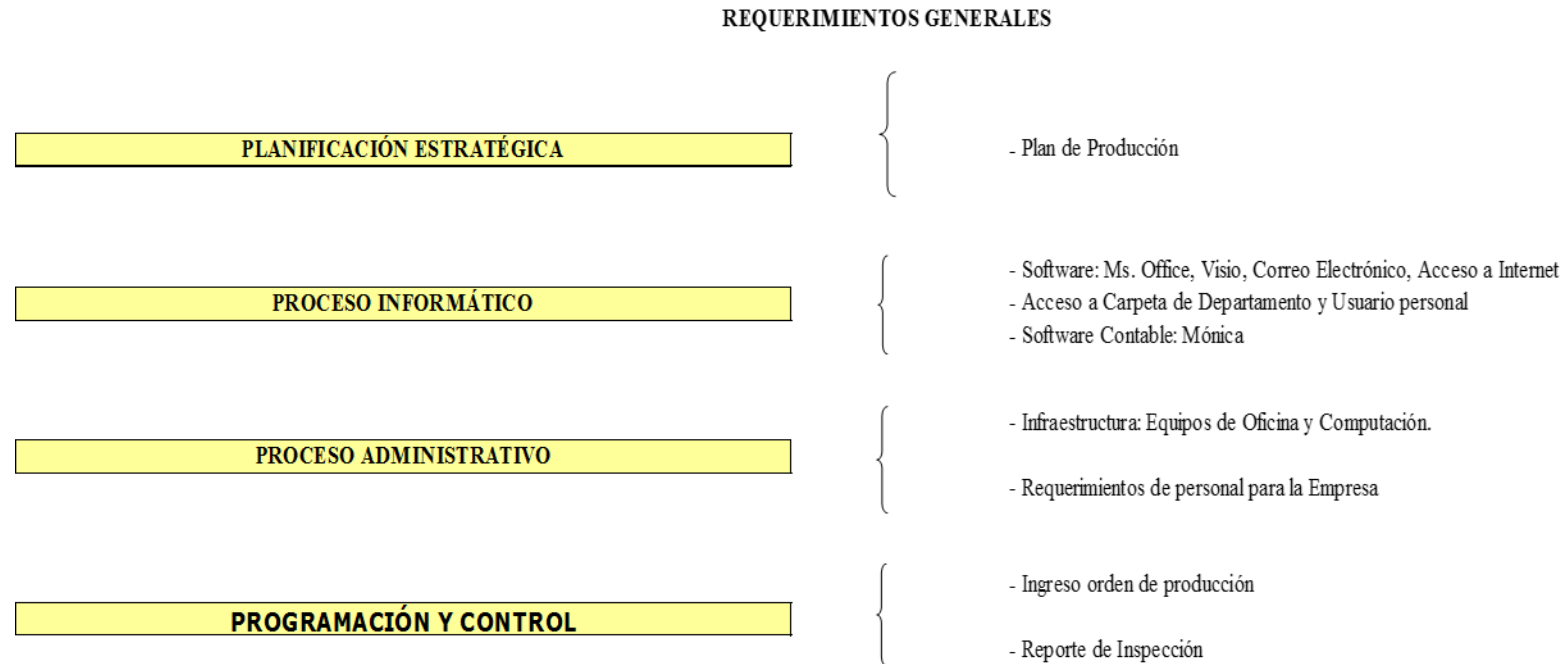 REQUERIMIENTOS GENERALES
PLANIFICACIÓN ESTRATÉGICA
- Plan de Producción
PROCESO INFORMÁTICO
- Software: Ms. Office, Visio, Correo Electrónico, Acceso a Internet
- Acceso a Carpeta de Departamento y Usuario personal
- Software Contable: Mónica
PROCESO ADMINISTRATIVO
- Infraestructura: Equipos de Oficina y Computación.
- Requerimientos de personal para la Empresa
PROGRAMACIÓN Y CONTROL
- Ingreso orden de producción
- Reporte de Inspección